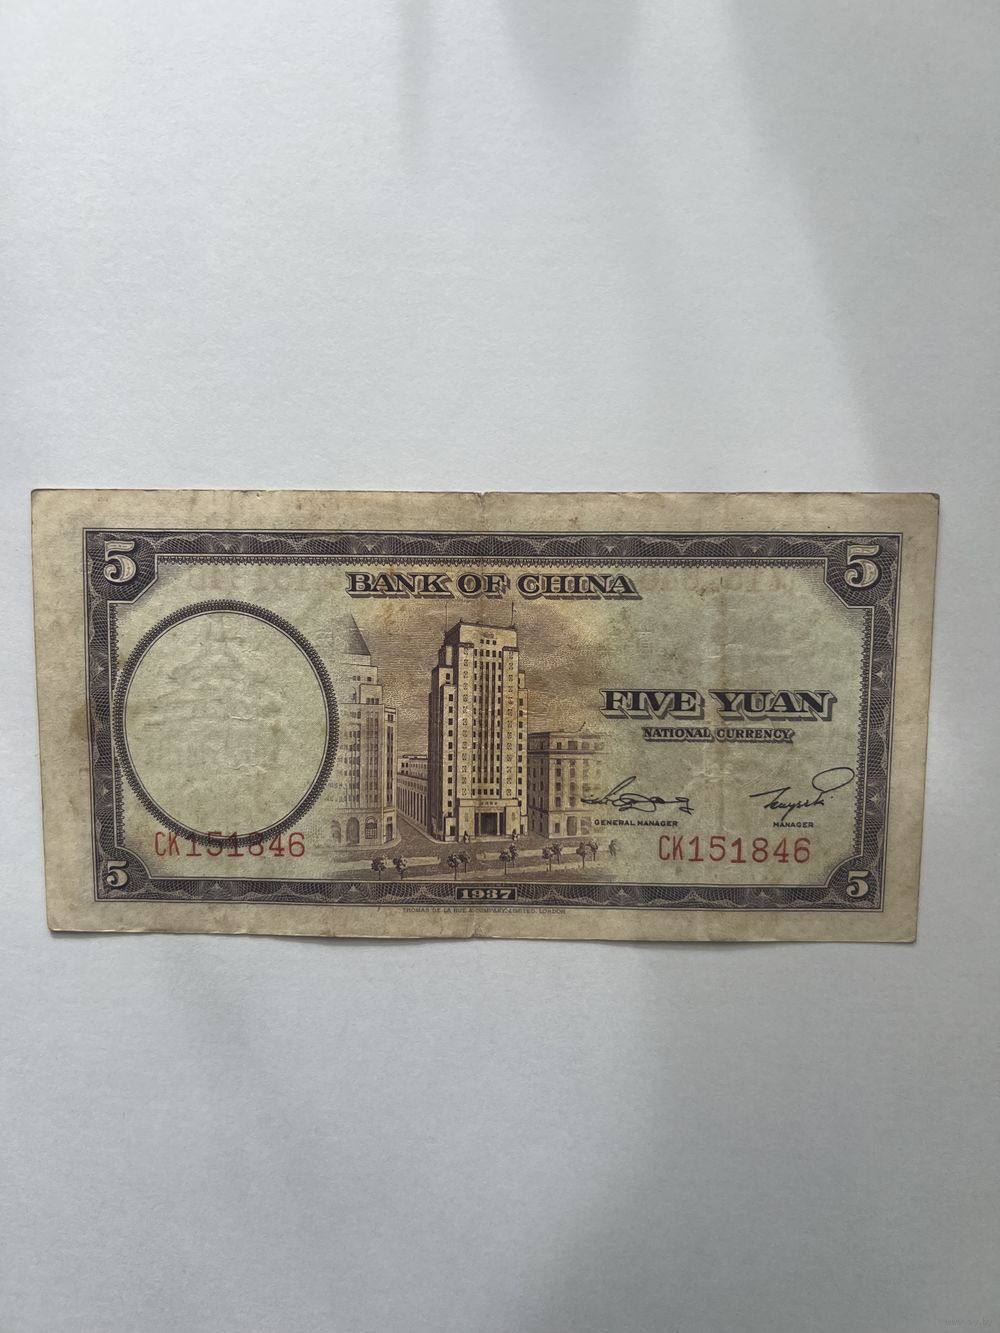 5 5
BANK OF CHINA
FIVE YUAN
NATIONAL CURRENCY
GENERAL MANAGER MANAGER
CK151846 CK151846
5 1937 5
THOMAS DE LA RUE & COMPANY, LIMITED, LONDON